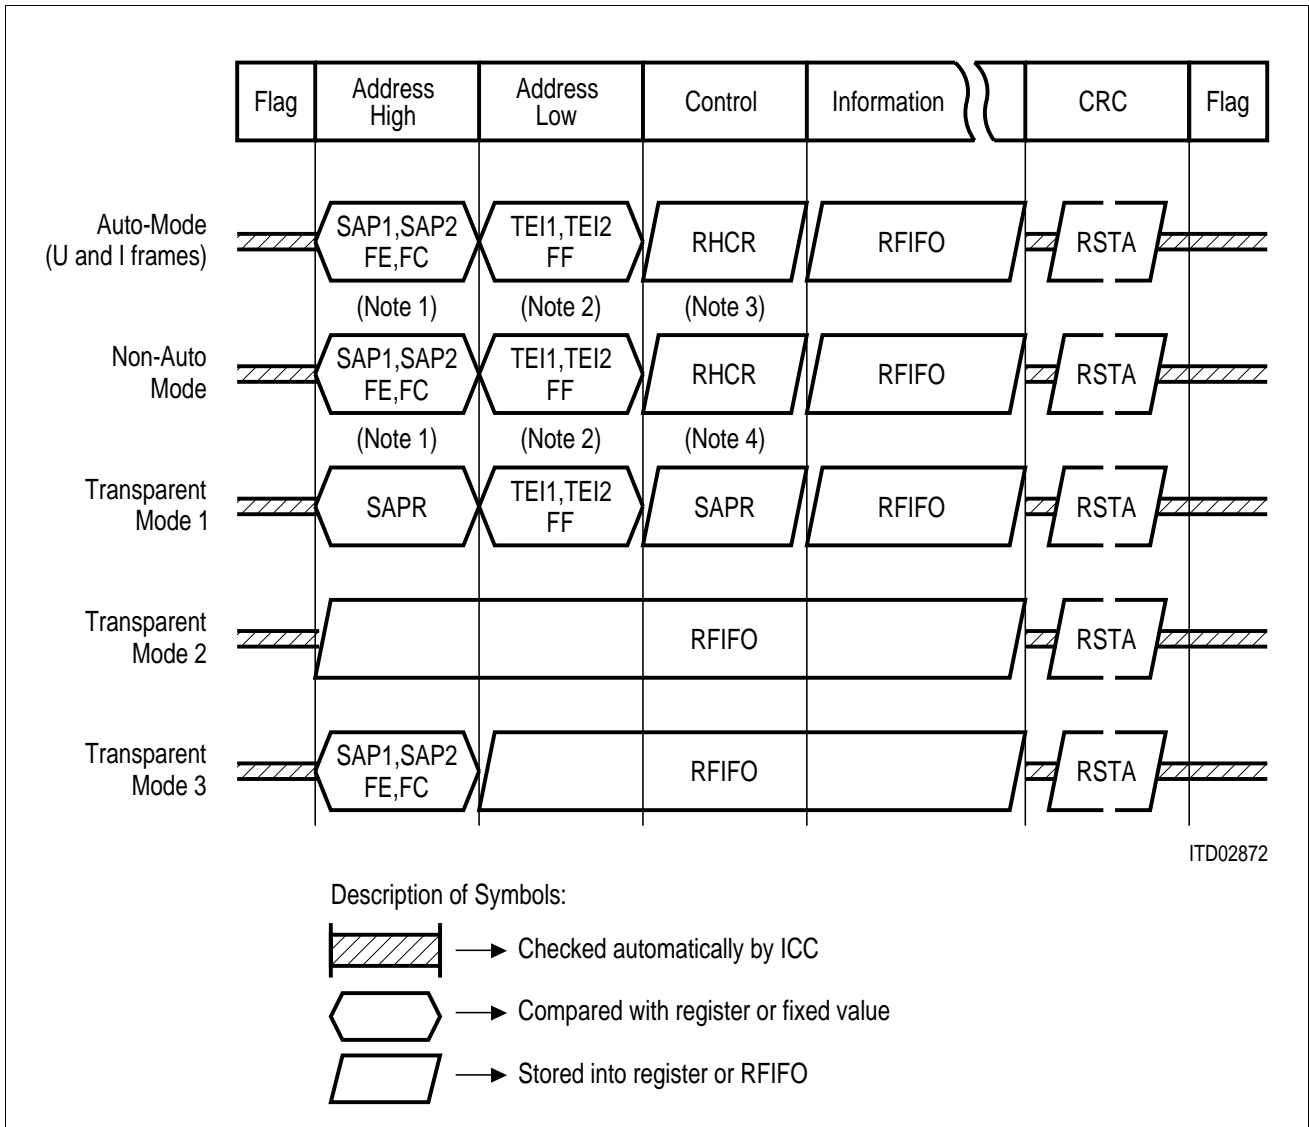 Flag
Address
High
Address
Low
Control
Information
CRC
Flag
Auto-Mode
(U and I frames)
SAP1,SAP2
FE,FC
TEI1,TEI2
FF
RHCR
RFIFO
RSTA
(Note 1)
(Note 2)
(Note 3)
Non-Auto
Mode
SAP1,SAP2
FE,FC
TEI1,TEI2
FF
RHCR
RFIFO
RSTA
(Note 1)
(Note 2)
(Note 4)
Transparent
Mode 1
SAPR
TEI1,TEI2
FF
SAPR
RFIFO
RSTA
Transparent
Mode 2
RFIFO
RSTA
Transparent
Mode 3
SAP1,SAP2
FE,FC
RFIFO
RSTA
ITD02872
Description of Symbols:
Checked automatically by ICC
Compared with register or fixed value
Stored into register or RFIFO